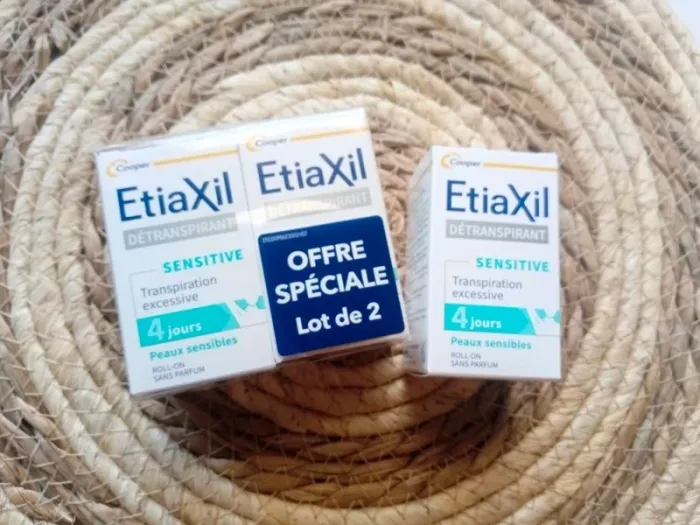 Cooper
EtiaXil
DÉTRANSPIRANT
SENSITIVE
Transpiration
excessive
4 jours
Peaux sensibles
ROLL-ON
SANS PARFUM
Cooper
EtiaXil
DÉTRANSPIRANT
OFFRE
SPÉCIALE
Lot de 2
Cooper
EtiaXil
DÉTRANSPIRANT
SENSITIVE
Transpiration
excessive
4 jours
Peaux sensibles
ROLL-ON
SANS PARFUM